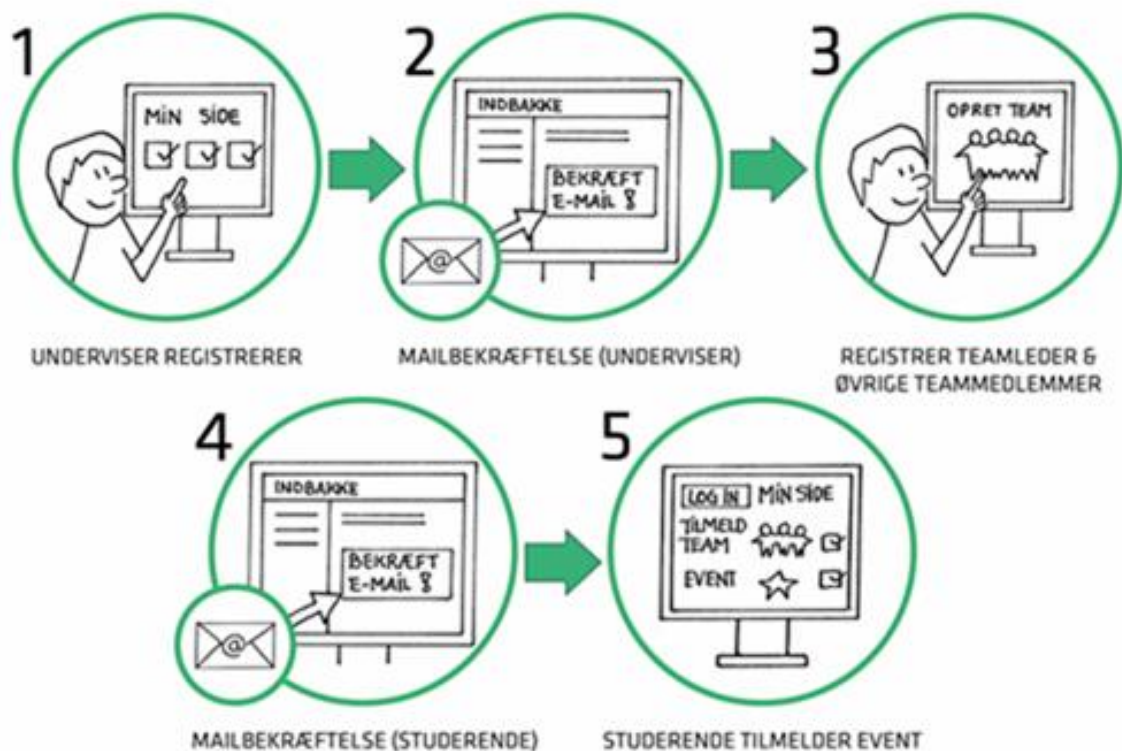 1
MIN SIDE
UNDERVISER REGISTRERER
2
INDBAKKE
BEKRÆFT
E-MAIL !
@
MAILBEKRÆFTELSE (UNDERVISER)
3
OPRET TEAM
REGISTRER TEAMLEDER &
ØVRIGE TEAMMEDLEMMER
4
INDBAKKE
BEKRÆFT
E-MAIL !
@
MAILBEKRÆFTELSE (STUDERENDE)
5
LOG IN MIN SIDE
TILMELD
TEAM
EVENT
STUDERENDE TILMELDER EVENT